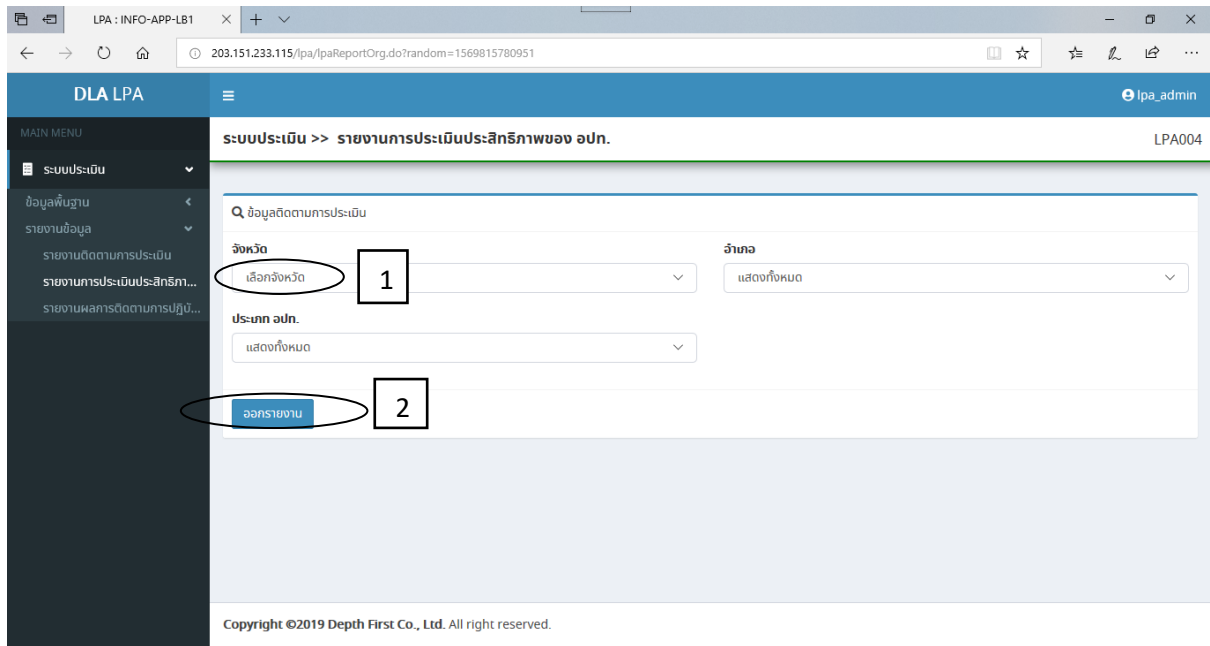 LPA : INFO-APP-LB1
203.151.233.115/lpa/lpaReportOrg.do?random=1569815780951
DLA LPA
lpa_admin
MAIN MENU
ระบบประเมิน >> รายงานการประเมินประสิทธิภาพของ อปท.
LPA004
ระบบประเมิน
ข้อมูลพื้นฐาน
รายงานข้อมูล
รายงานติดตามการประเมิน
รายงานการประเมินประสิทธิภา...
รายงานผลการติดตามการปฏิบั...
ข้อมูลติดตามการประเมิน
จังหวัด
อำเภอ
เลือกจังหวัด
1
แสดงทั้งหมด
ประเภท อปท.
แสดงทั้งหมด
ออกรายงาน
2
Copyright ©2019 Depth First Co., Ltd. All right reserved.